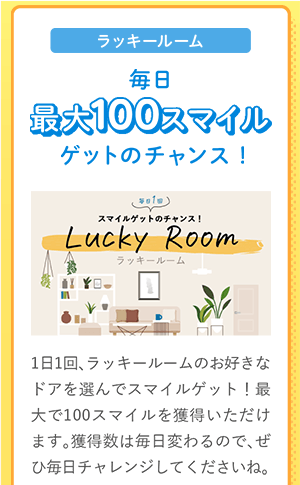 ラッキールーム
毎日
最大100スマイル
ゲットのチャンス！
毎日1回
スマイルゲットのチャンス！
Lucky Room
ラッキールーム
1日1回、ラッキールームのお好きな
ドアを選んでスマイルゲット！最
大で100スマイルを獲得いただけ
ます。獲得数は毎日変わるので、ぜ
ひ毎日チャレンジしてくださいね。